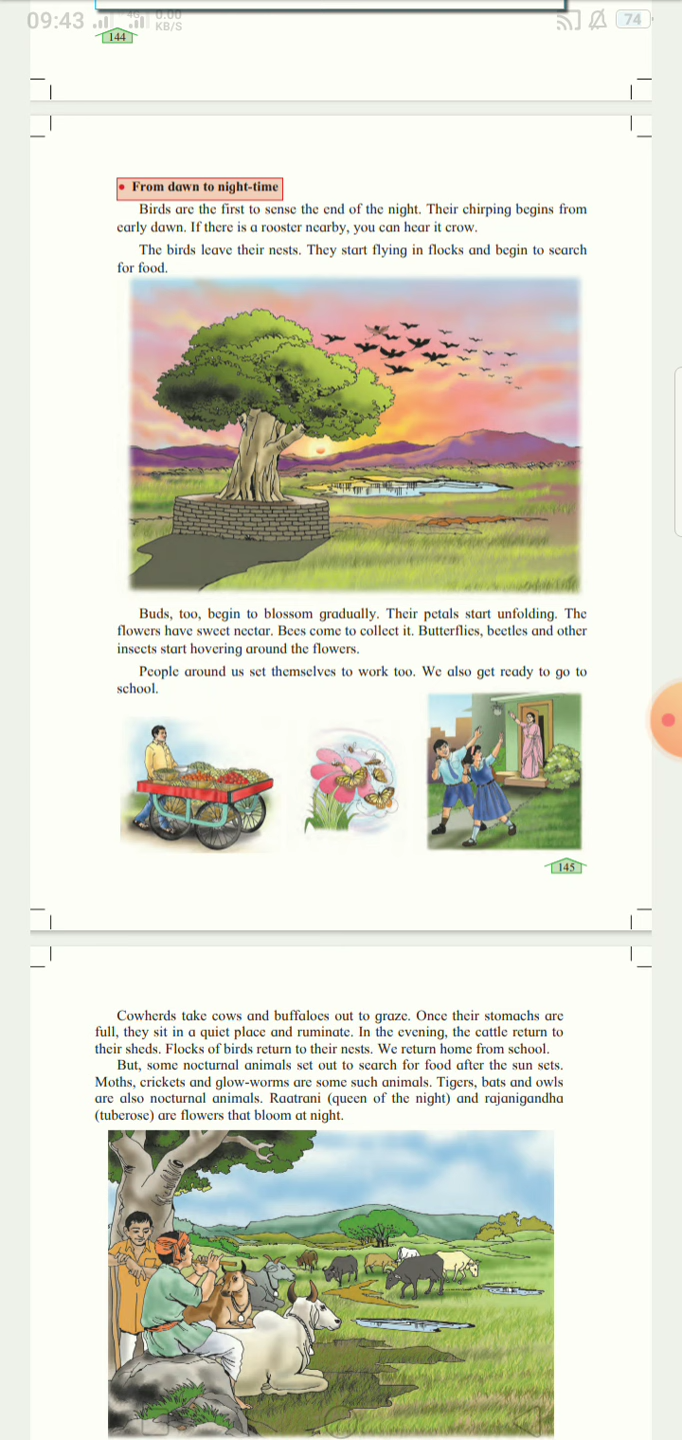 09:43 4G 0.00 74
KB/S
144
• From dawn to night-time
Birds are the first to sense the end of the night. Their chirping begins from
early dawn. If there is a rooster nearby, you can hear it crow.
The birds leave their nests. They start flying in flocks and begin to search
for food.
Buds, too, begin to blossom gradually. Their petals start unfolding. The
flowers have sweet nectar. Bees come to collect it. Butterflies, beetles and other
insects start hovering around the flowers.
People around us set themselves to work too. We also get ready to go to
school.
145
Cowherds take cows and buffaloes out to graze. Once their stomachs are
full, they sit in a quiet place and ruminate. In the evening, the cattle return to
their sheds. Flocks of birds return to their nests. We return home from school.
But, some nocturnal animals set out to search for food after the sun sets.
Moths, crickets and glow-worms are some such animals. Tigers, bats and owls
are also nocturnal animals. Raatrani (queen of the night) and rajanigandha
(tuberose) are flowers that bloom at night.